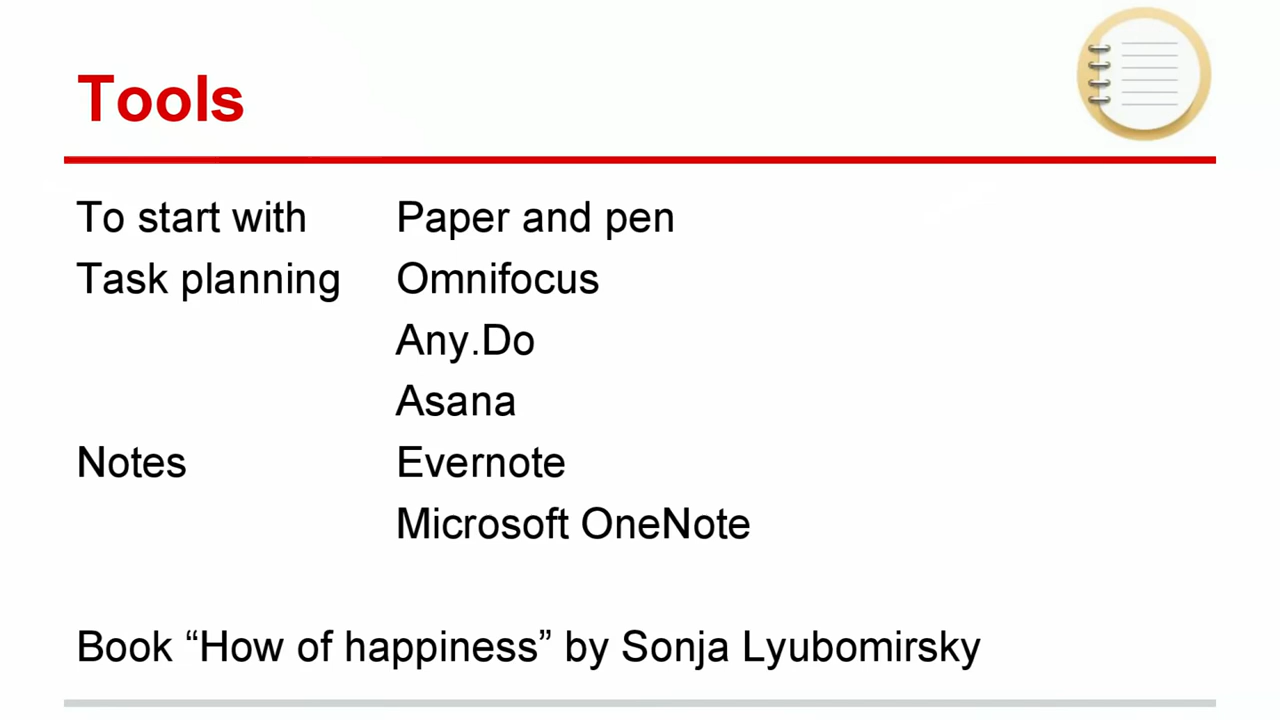 Tools
To start with Paper and pen
Task planning Omnifocus
Any.Do
Asana
Notes Evernote
Microsoft OneNote
Book “How of happiness” by Sonja Lyubomirsky